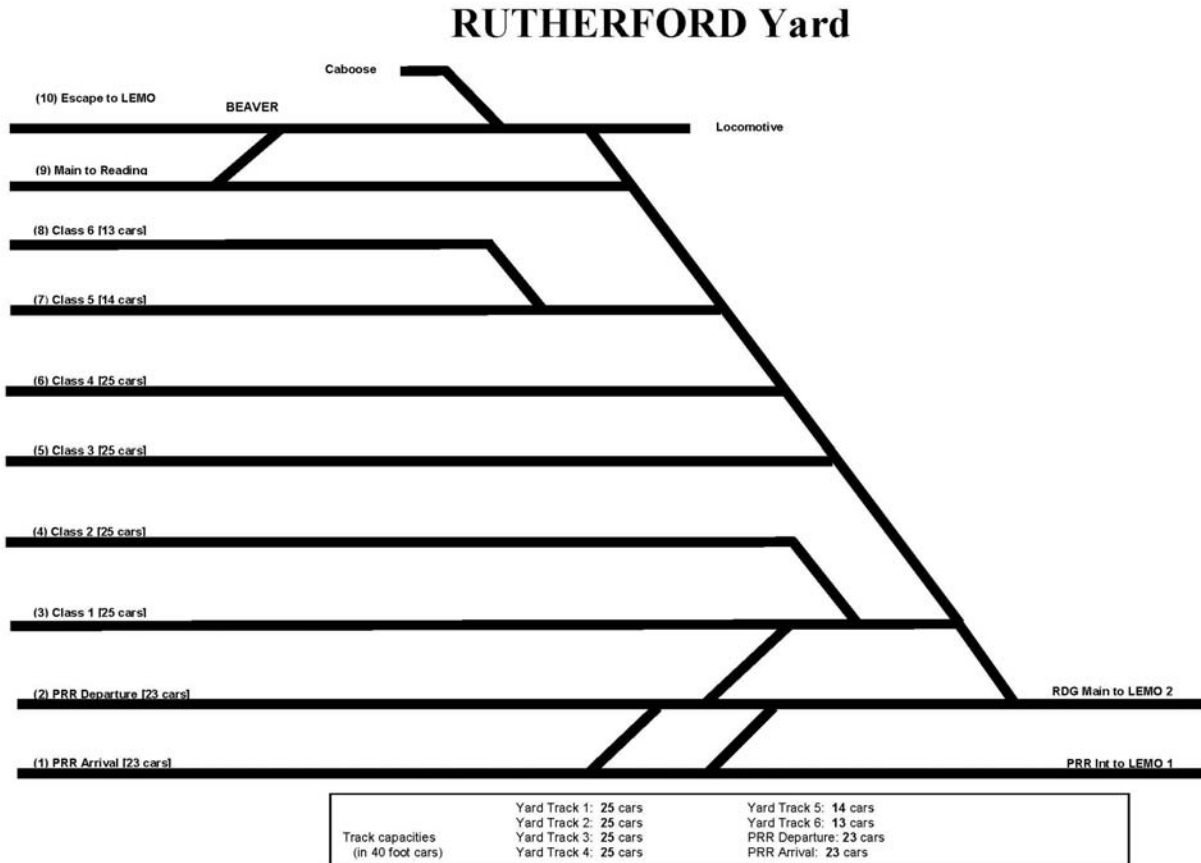 RUTHERFORD Yard
Caboose
(10) Escape to LEMO
BEAVER
Locomotive
(9) Main to Reading
(8) Class 6 [13 cars]
(7) Class 5 [14 cars]
(6) Class 4 [25 cars]
(5) Class 3 [25 cars]
(4) Class 2 [25 cars]
(3) Class 1 [25 cars]
(2) PRR Departure [23 cars]
RDG Main to LEMO 2
(1) PRR Arrival [23 cars]
PRR Int to LEMO 1
Track capacities
(in 40 foot cars)
Yard Track 1: 25 cars
Yard Track 2: 25 cars
Yard Track 3: 25 cars
Yard Track 4: 25 cars
Yard Track 5: 14 cars
Yard Track 6: 13 cars
PRR Departure: 23 cars
PRR Arrival: 23 cars